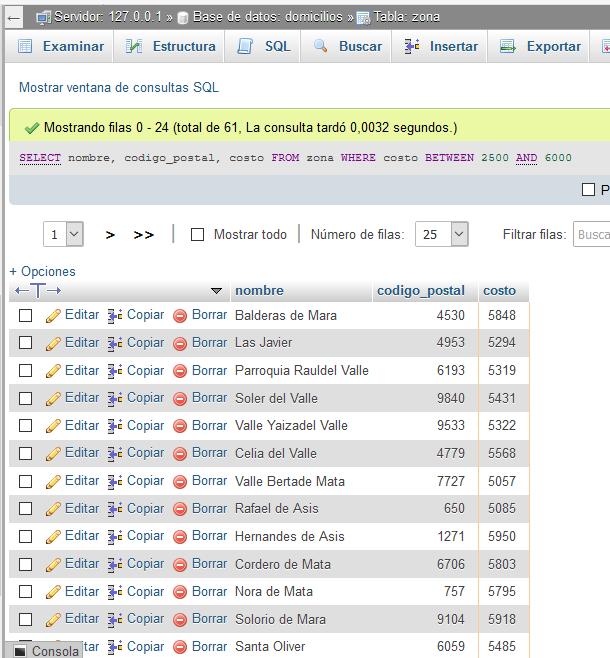 Servidor: 127.0.0.1 » Base de datos: domicilios » Tabla: zona
Examinar Estructura SQL Buscar Insertar Exportar
Mostrar ventana de consultas SQL
Mostrando filas 0 - 24 (total de 61, La consulta tardó 0,0032 segundos.)
SELECT nombre, codigo_postal, costo FROM zona WHERE costo BETWEEN 2500 AND 6000
P
1 > >> | Mostrar todo | Número de filas: 25 Filtrar filas: Busca
+ Opciones
←T→ nombre codigo_postal costo
Editar Copiar Borrar Balderas de Mara 4530 5848
Editar Copiar Borrar Las Javier 4953 5294
Editar Copiar Borrar Parroquia Rauldel Valle 6193 5319
Editar Copiar Borrar Soler del Valle 9840 5431
Editar Copiar Borrar Valle Yaizadel Valle 9533 5322
Editar Copiar Borrar Celia del Valle 4779 5568
Editar Copiar Borrar Valle Bertade Mata 7727 5057
Editar Copiar Borrar Rafael de Asis 650 5085
Editar Copiar Borrar Hernandes de Asis 1271 5950
Editar Copiar Borrar Cordero de Mata 6706 5803
Editar Copiar Borrar Nora de Mata 757 5795
Editar Copiar Borrar Solorio de Mara 9104 5918
tar Copiar Borrar Santa Oliver 6059 5485
Consola